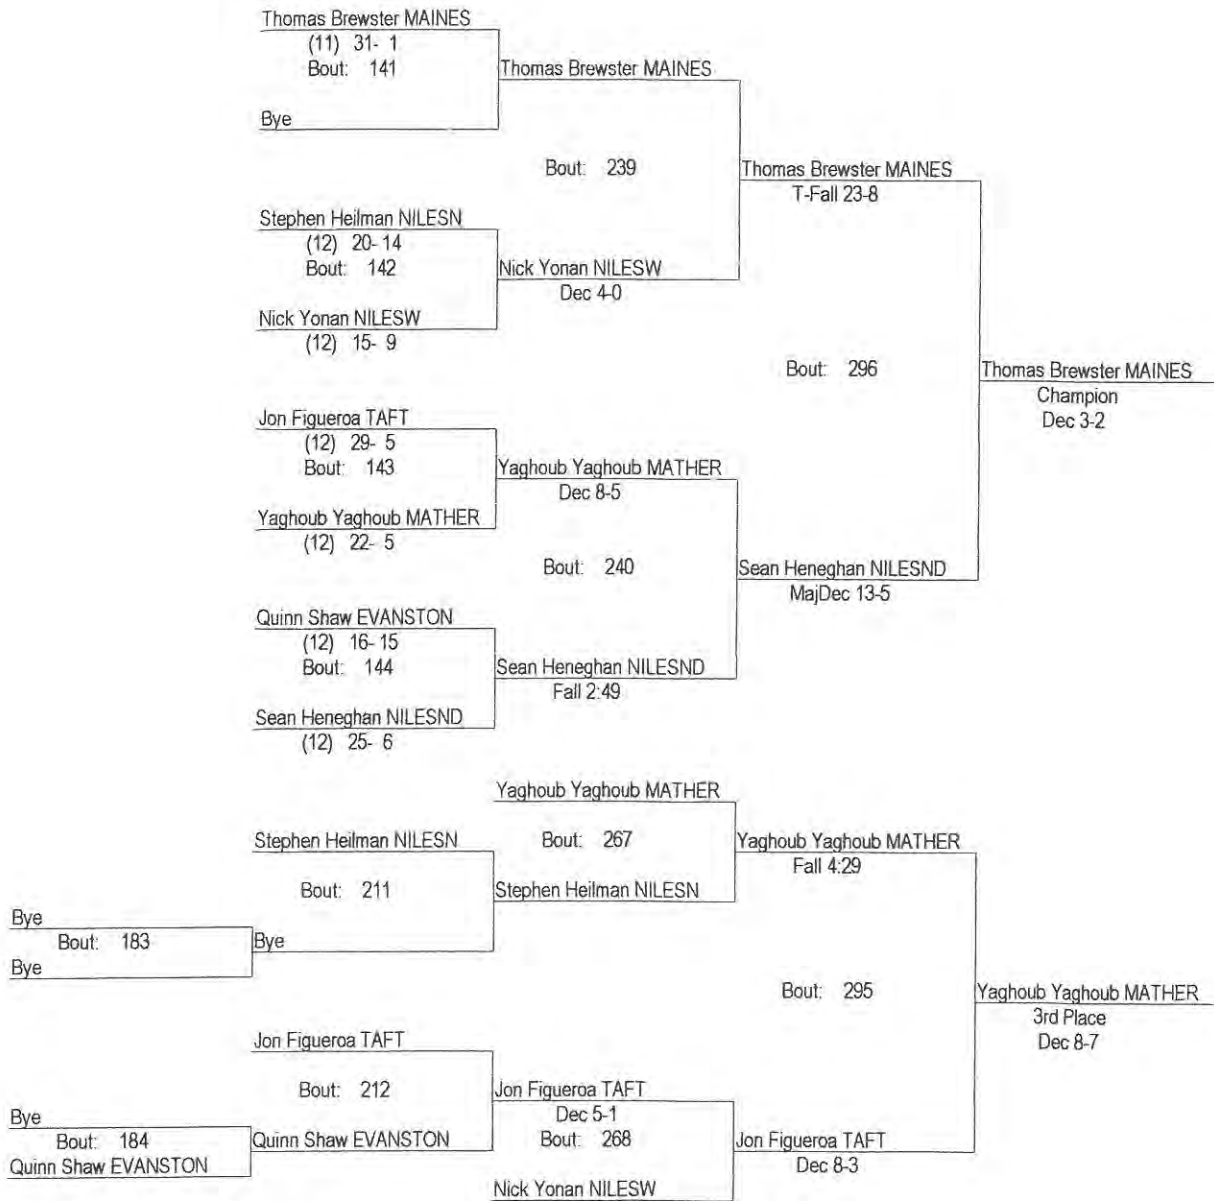 Thomas Brewster MAINES
(11) 31- 1
Bout: 141
Thomas Brewster MAINES
Bye
Bout: 239
Thomas Brewster MAINES
T-Fall 23-8
Stephen Heilman NILESN
(12) 20- 14
Bout: 142
Nick Yonan NILESW
Dec 4-0
Nick Yonan NILESW
(12) 15- 9
Bout: 296
Thomas Brewster MAINES
Champion
Dec 3-2
Jon Figueroa TAFT
(12) 29- 5
Bout: 143
Yaghoub Yaghoub MATHER
Dec 8-5
Yaghoub Yaghoub MATHER
(12) 22- 5
Bout: 240
Sean Heneghan NILESND
MajDec 13-5
Quinn Shaw EVANSTON
(12) 16- 15
Bout: 144
Sean Heneghan NILESND
Fall 2:49
Sean Heneghan NILESND
(12) 25- 6
Yaghoub Yaghoub MATHER
Bout: 267
Yaghoub Yaghoub MATHER
Fall 4:29
Stephen Heilman NILESN
Bout: 211
Stephen Heilman NILESN
Bye
Bout: 183
Bye
Bye
Bout: 295
Yaghoub Yaghoub MATHER
3rd Place
Dec 8-7
Jon Figueroa TAFT
Bout: 212
Jon Figueroa TAFT
Dec 5-1
Bye
Bout: 184
Quinn Shaw EVANSTON
Quinn Shaw EVANSTON
Bout: 268
Jon Figueroa TAFT
Dec 8-3
Nick Yonan NILESW